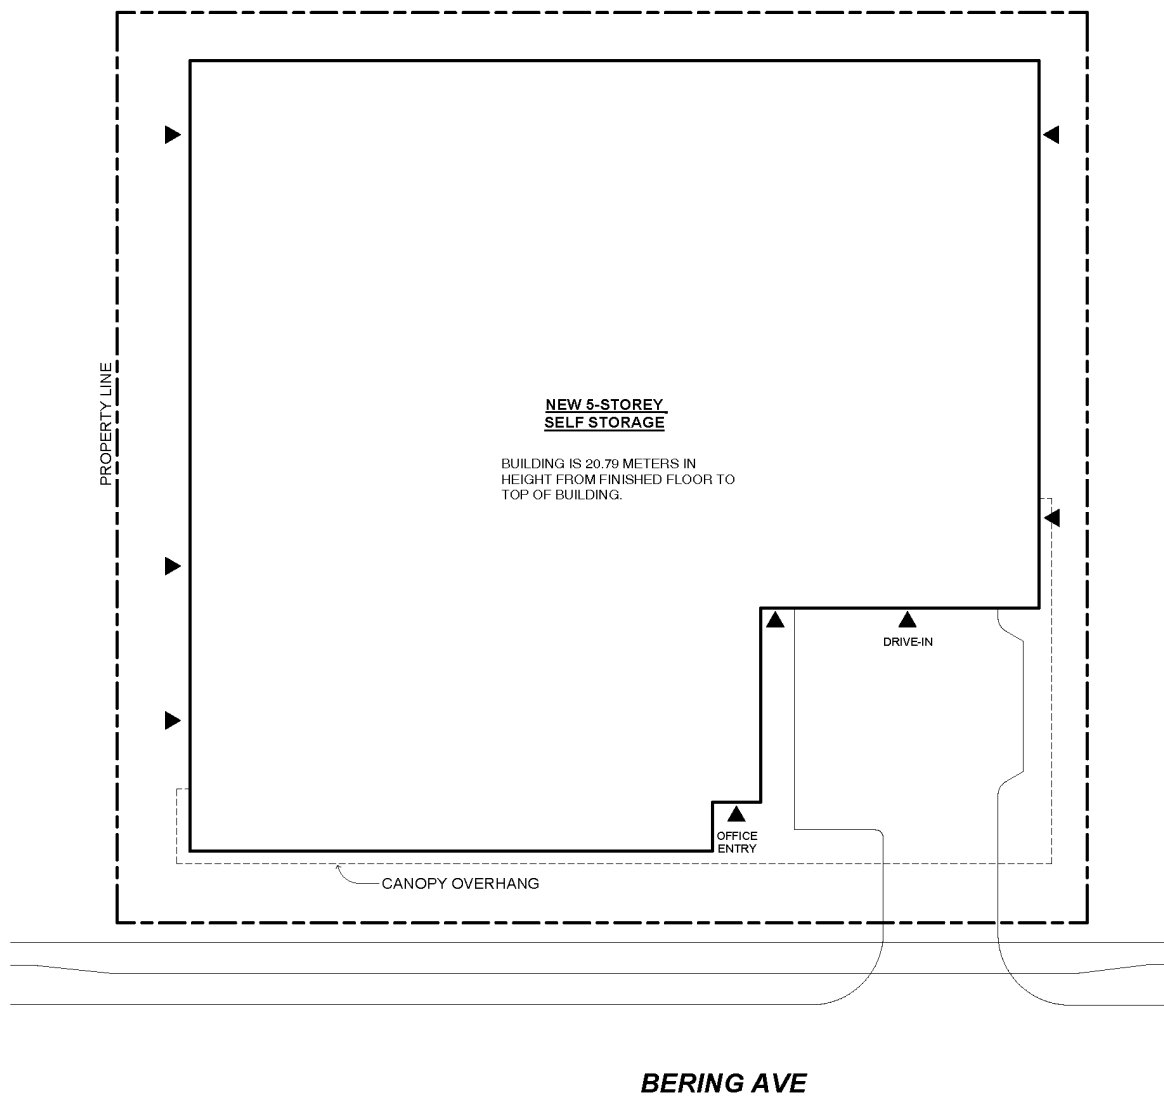 PROPERTY LINE
NEW 5-STOREY
SELF STORAGE
BUILDING IS 20.79 METERS IN
HEIGHT FROM FINISHED FLOOR TO
TOP OF BUILDING.
DRIVE-IN
OFFICE
ENTRY
CANOPY OVERHANG
BERING AVE